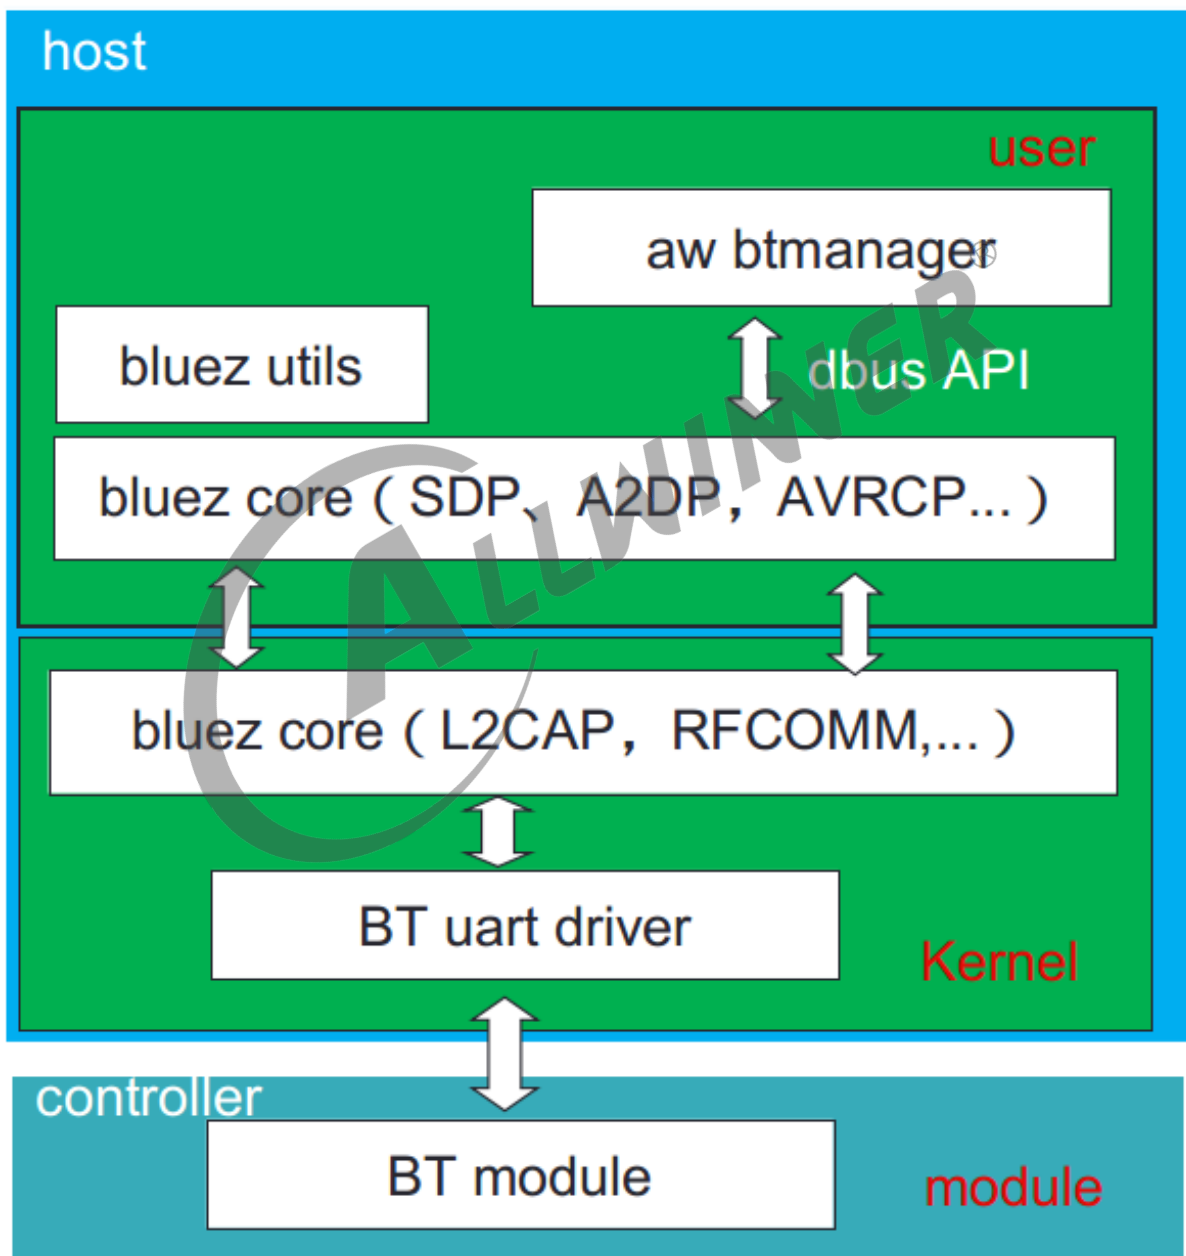 host
user
aw btmanager
bluez utils
dbus API
bluez core（SDP、A2DP，AVRCP...）
bluez core（L2CAP，RFCOMM,...）
BT uart driver
Kernel
controller
BT module
module
ALLWINNER®